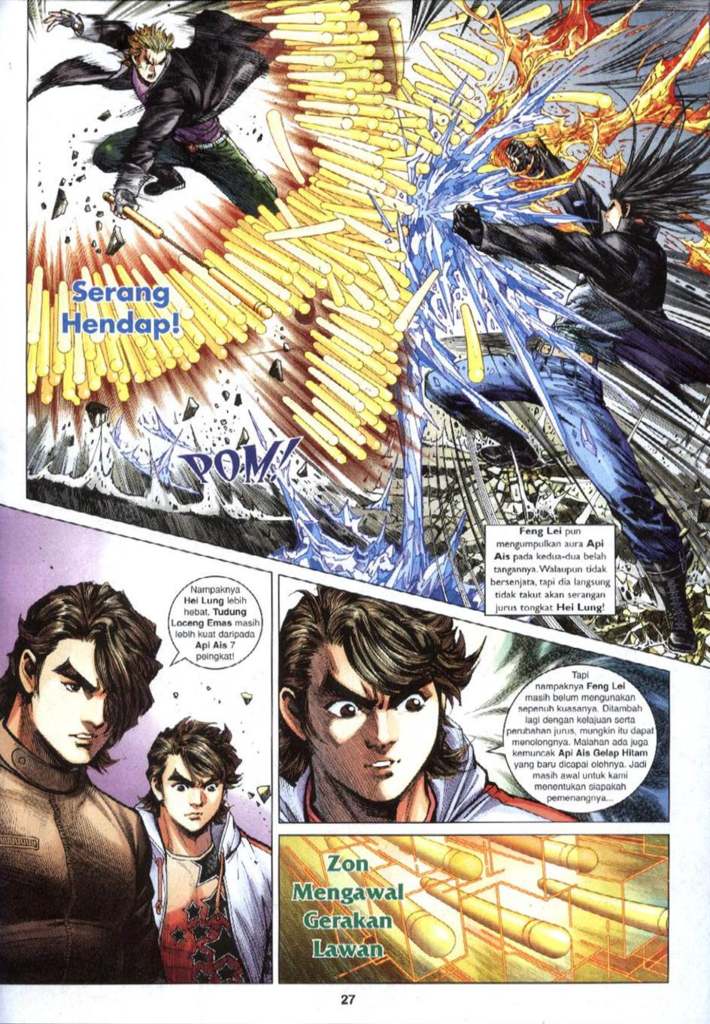 Serang
Hendap!
POM!
Feng Lei pun
mengumpulkan aura Api
Ais pada kedua-dua belah
tangannya. Walaupun tidak
bersenjata, tapi dia langsung
tidak takut akan serangan
jurus tongkat Hei Lung!
Nampaknya
Hei Lung lebih
hebat. Tudung
Loceng Emas masih
lebih kuat daripada
Api Ais 7
peingkat!
Tapi
nampaknya Feng Lei
masih belum mengunakan
sepenuh kuasanya. Ditambah
lagi dengan kelajuan serta
perubahan jurus, mungkin itu dapat
menolongnya. Malahan ada juga
kemuncak Api Ais Gelap Hitam
yang baru dicapai olehnya. Jadi
masih awal untuk kami
menentukan siapakah
pemenangnya...
Zon
Mengawal
Gerakan
Lawan
27